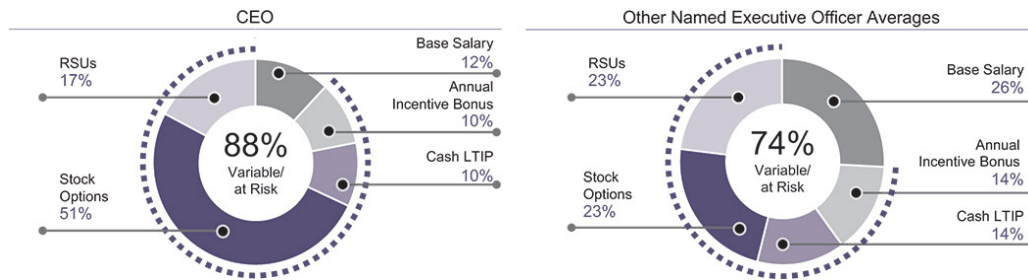 CEO
Base Salary
12%
RSUs
17%
Annual
Incentive Bonus
10%
88%
Variable/
at Risk
Cash LTIP
10%
Stock
Options
51%
Other Named Executive Officer Averages
RSUs
23%
Base Salary
26%
74%
Variable/
at Risk
Annual
Incentive Bonus
14%
Stock
Options
23%
Cash LTIP
14%